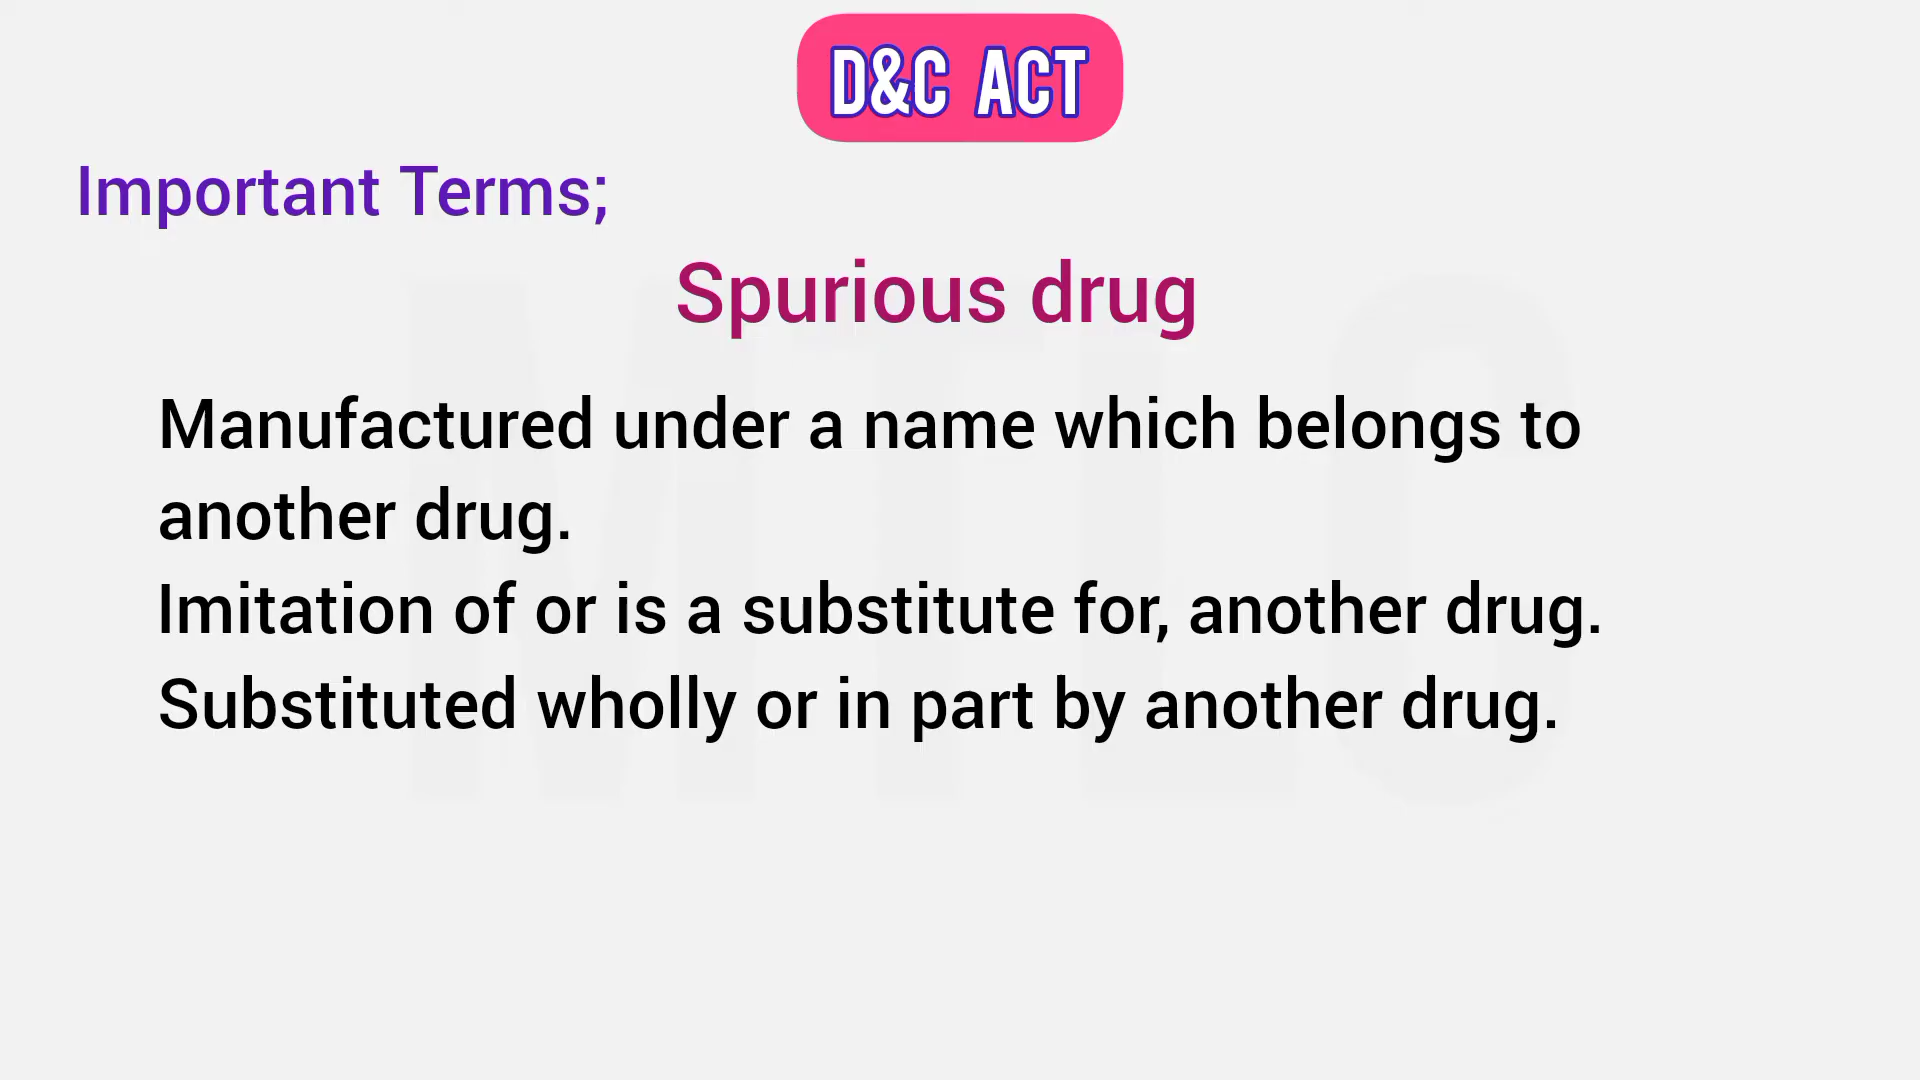 D&C ACT
Important Terms;
Spurious drug
Manufactured under a name which belongs to
another drug.
Imitation of or is a substitute for, another drug.
Substituted wholly or in part by another drug.
MTLC